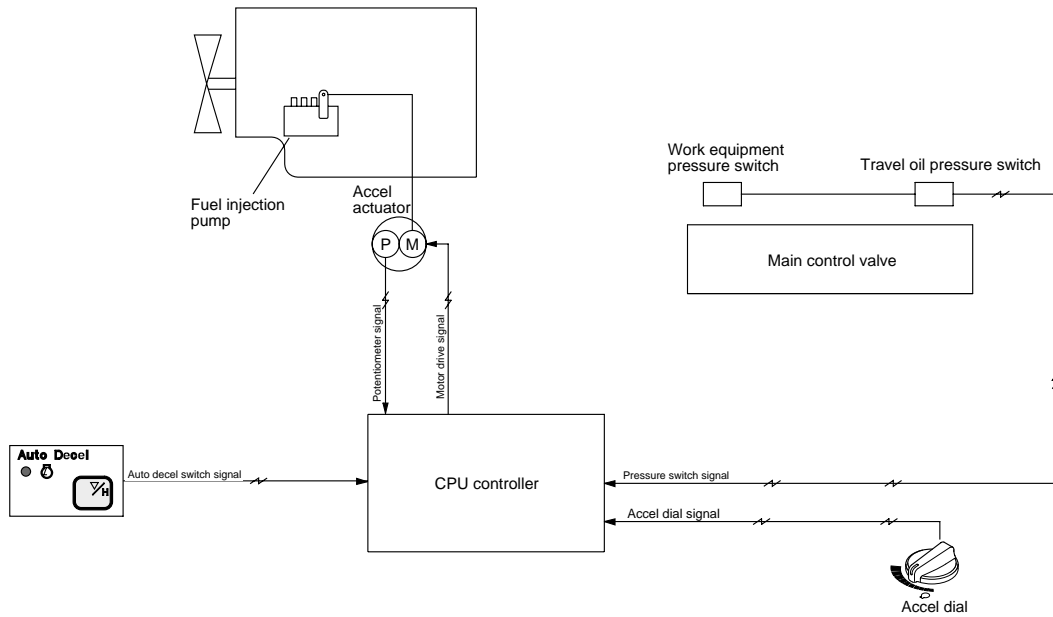 Work equipment
pressure switch
Travel oil pressure switch
Fuel injection
pump
Accel
actuator
P
M
Main control valve
Potentiometer signal
Motor drive signal
Auto Decel
H
Auto decel switch signal
CPU controller
Pressure switch signal
Accel dial signal
Accel dial